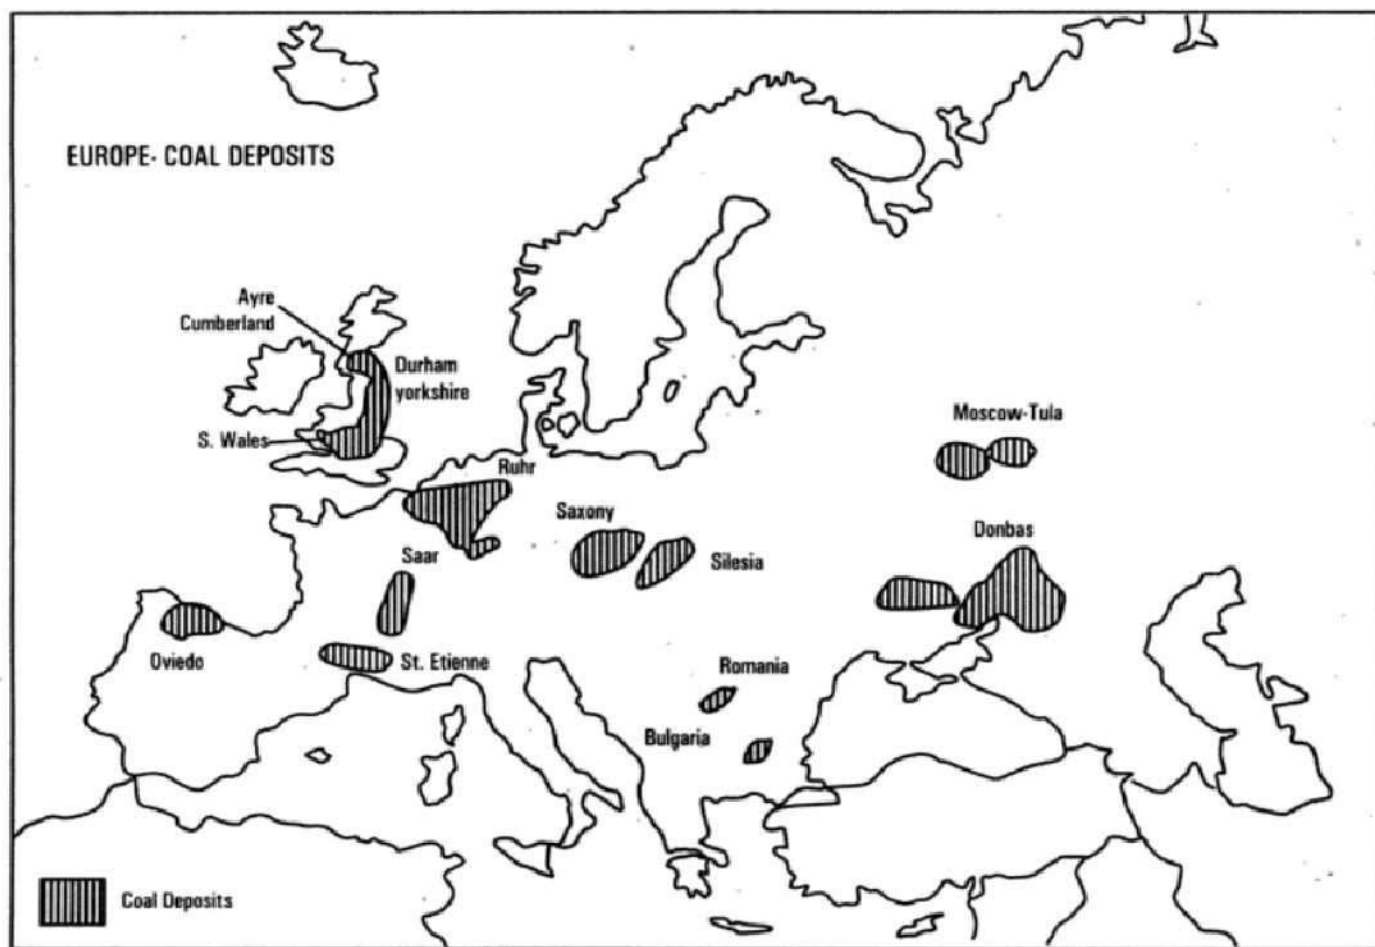 EUROPE- COAL DEPOSITS
Ayre
Cumberland
Durham
yorkshire
S. Wales
Ruhr
Moscow-Tula
Saxony
Silesia
Donbas
Saar
Oviedo
St. Etienne
Romania
Bulgaria
Coal Deposits